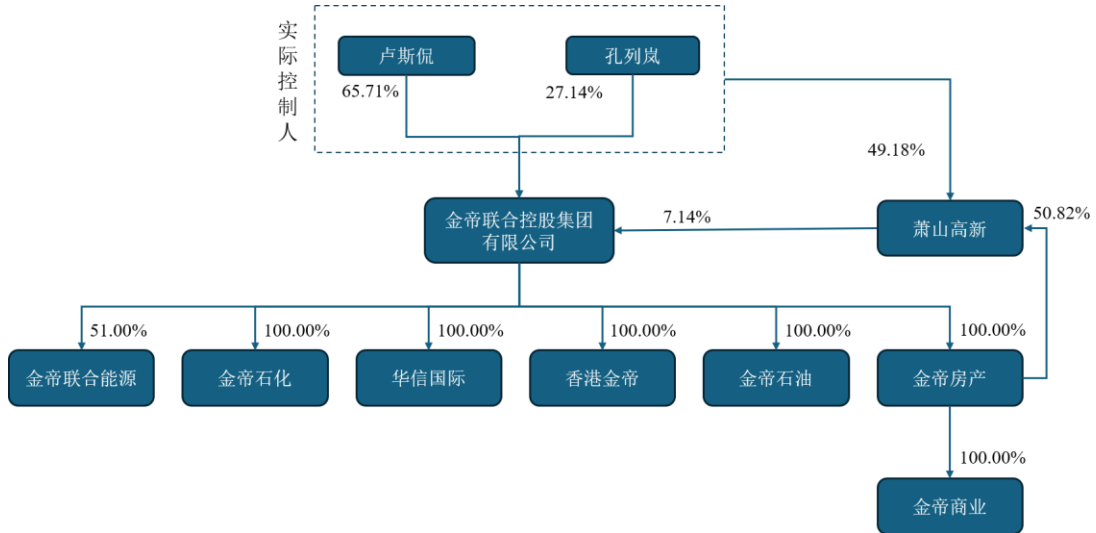 实际控制人
卢斯侃
孔列岚
65.71%
27.14%
49.18%
金帝联合控股集团
有限公司
7.14%
萧山高新
50.82%
51.00%
100.00%
100.00%
100.00%
100.00%
100.00%
金帝联合能源
金帝石化
华信国际
香港金帝
金帝石油
金帝房产
100.00%
金帝商业